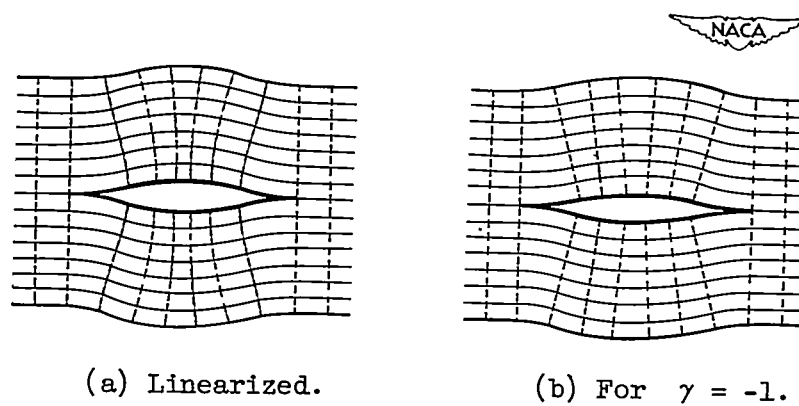 NACA
(a) Linearized.
(b) For γ = -1.